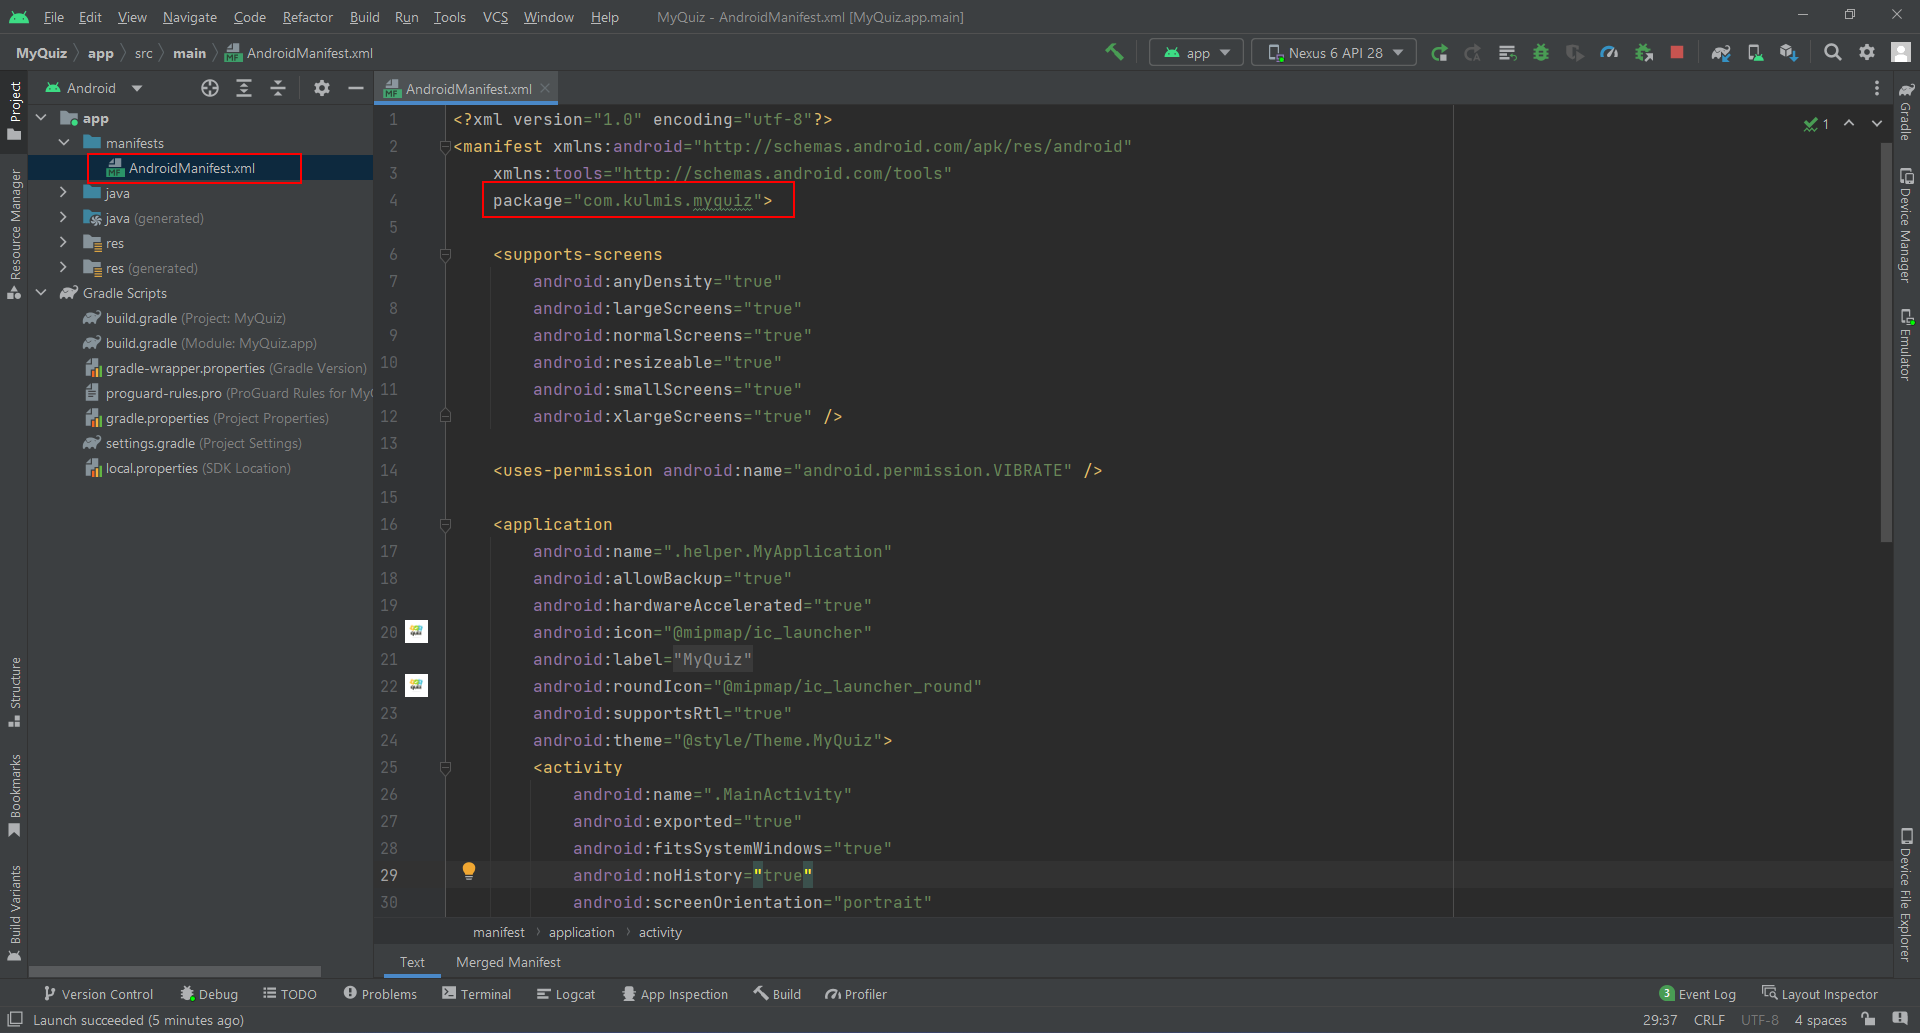 File Edit View Navigate Code Refactor Build Run Tools VCS Window Help MyQuiz - AndroidManifest.xml [MyQuiz.app.main]
MyQuiz app src main AndroidManifest.xml app Nexus 6 API 28
Project
Resource Manager
Structure
Bookmarks
Build Variants
Android
app
manifests
AndroidManifest.xml
java
java (generated)
res
res (generated)
Gradle Scripts
build.gradle (Project: MyQuiz)
build.gradle (Module: MyQuiz.app)
gradle-wrapper.properties (Gradle Version)
proguard-rules.pro (ProGuard Rules for MyQ
gradle.properties (Project Properties)
settings.gradle (Project Settings)
local.properties (SDK Location)
AndroidManifest.xml
1 <?xml version="1.0" encoding="utf-8"?>
2 <manifest xmlns:android="http://schemas.android.com/apk/res/android"
3 xmlns:tools="http://schemas.android.com/tools"
4 package="com.kulmis.myquiz">
5
6 <supports-screens
7 android:anyDensity="true"
8 android:largeScreens="true"
9 android:normalScreens="true"
10 android:resizeable="true"
11 android:smallScreens="true"
12 android:xlargeScreens="true" />
13
14 <uses-permission android:name="android.permission.VIBRATE" />
15
16 <application
17 android:name=".helper.MyApplication"
18 android:allowBackup="true"
19 android:hardwareAccelerated="true"
20 android:icon="@mipmap/ic_launcher"
21 android:label="MyQuiz"
22 android:roundIcon="@mipmap/ic_launcher_round"
23 android:supportsRtl="true"
24 android:theme="@style/Theme.MyQuiz">
25 <activity
26 android:name=".MainActivity"
27 android:exported="true"
28 android:fitsSystemWindows="true"
29 android:noHistory="true"
30 android:screenOrientation="portrait"
1
manifest application activity
Text Merged Manifest
Gradle
Device Manager
Emulator
Device File Explorer
Version Control Debug TODO Problems Terminal Logcat App Inspection Build Profiler 3 Event Log Layout Inspector
Launch succeeded (5 minutes ago) 29:37 CRLF UTF-8 4 spaces